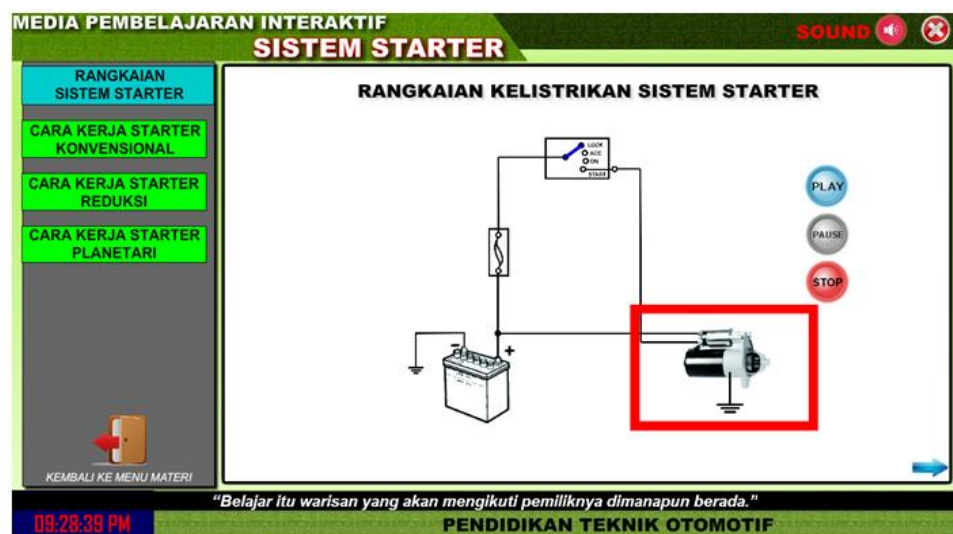 MEDIA PEMBELAJARAN INTERAKTIF
SISTEM STARTER
SOUND
RANGKAIAN
SISTEM STARTER
CARA KERJA STARTER
KONVENSIONAL
CARA KERJA STARTER
REDUKSI
CARA KERJA STARTER
PLANETARI
KEMBALI KE MENU MATERI
RANGKAIAN KELISTRIKAN SISTEM STARTER
LOCK
ACC
ON
START
PLAY
PAUSE
STOP
- +
“Belajar itu warisan yang akan mengikuti pemiliknya dimanapun berada.”
09:28:39 PM
PENDIDIKAN TEKNIK OTOMOTIF